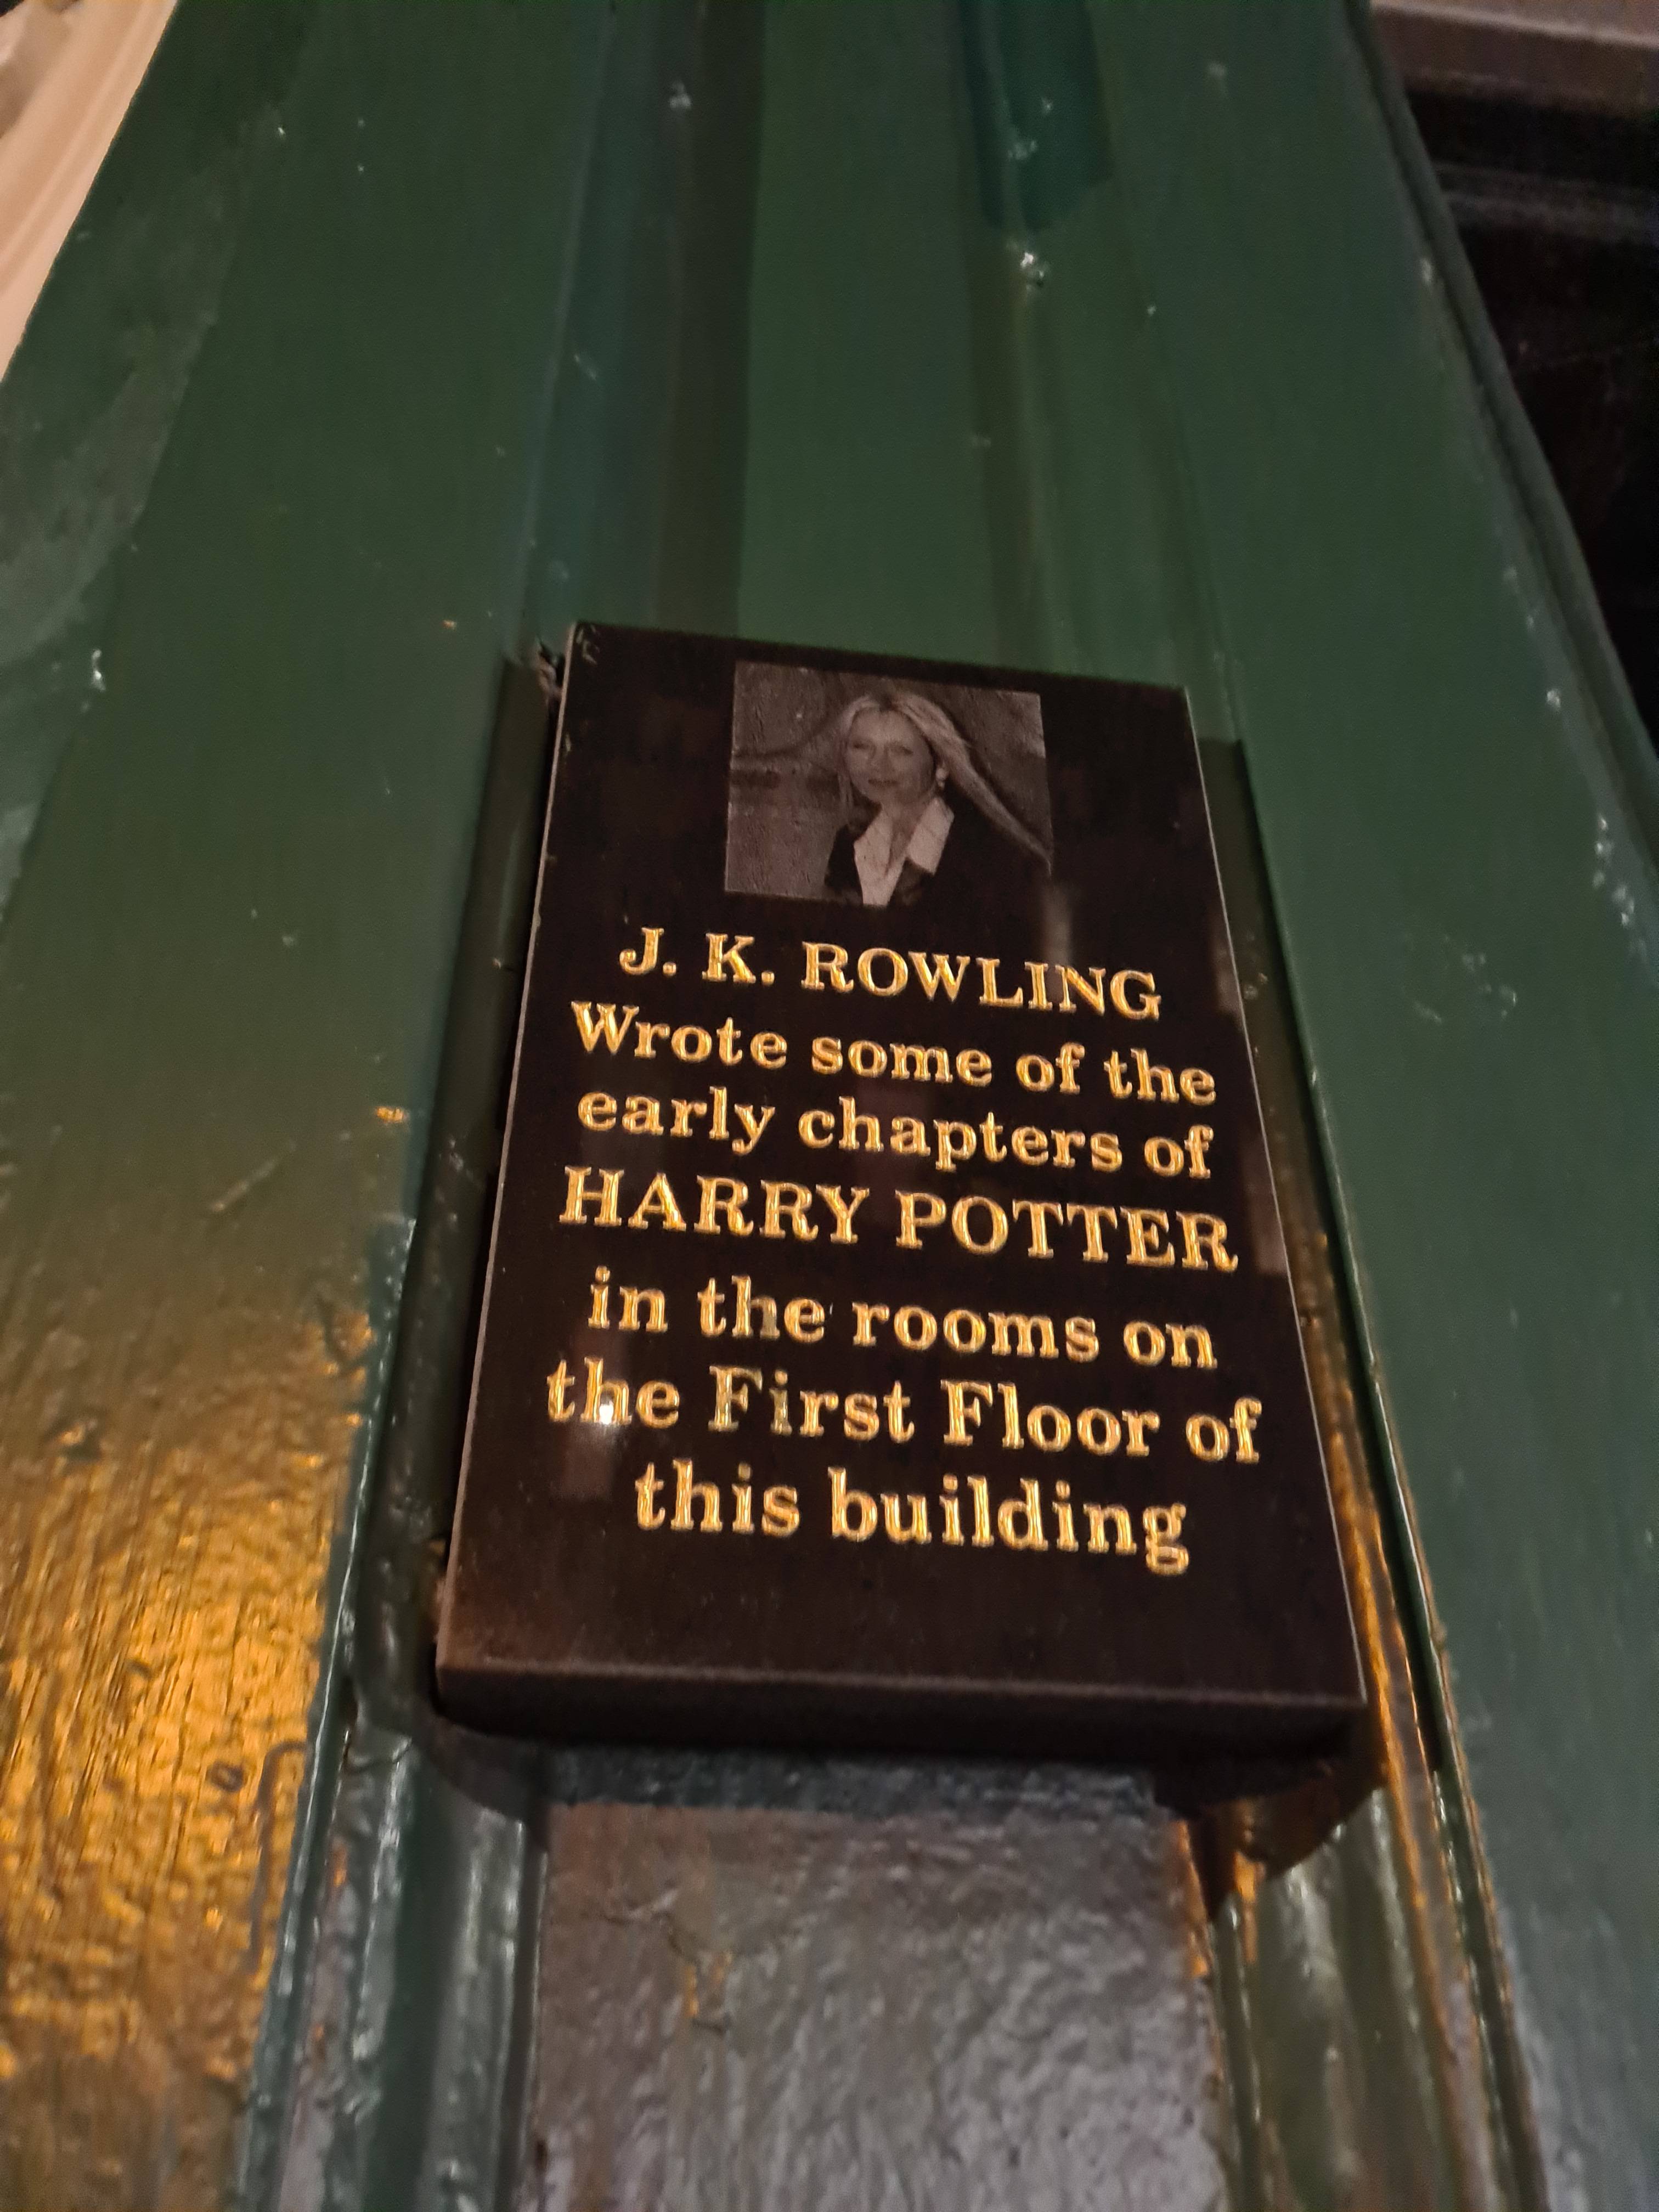 J. K. ROWLING
Wrote some of the
early chapters of
HARRY POTTER
in the rooms on
the First Floor of
this building